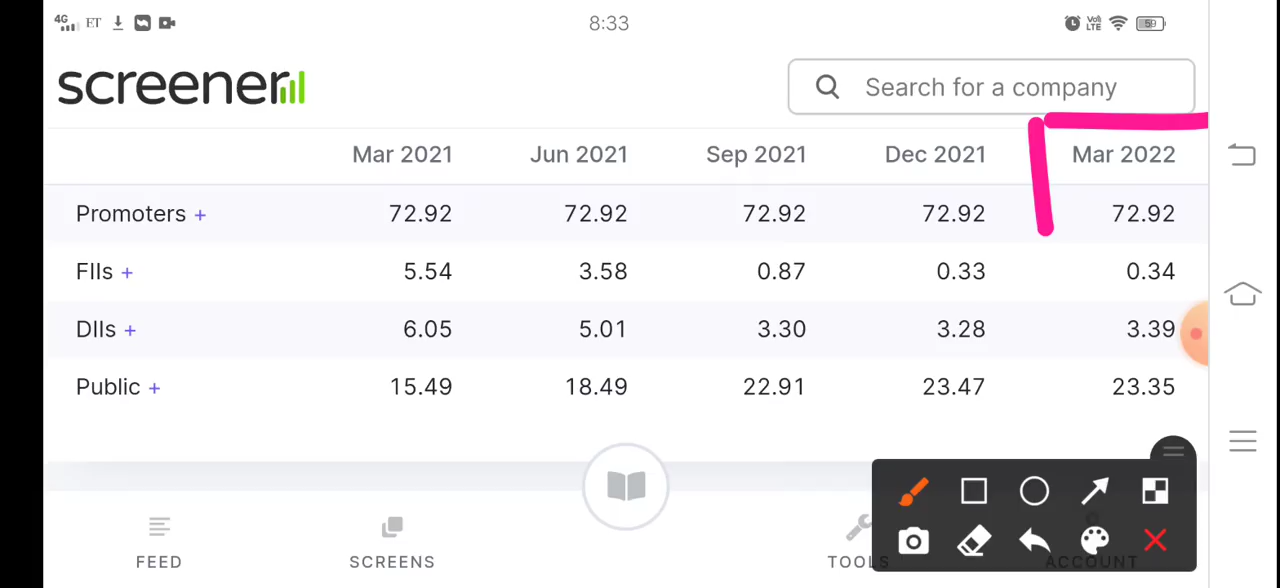 4G ET 8:33 Vo) LTE 59
screener Search for a company
Mar 2021 Jun 2021 Sep 2021 Dec 2021 Mar 2022
Promoters + 72.92 72.92 72.92 72.92 72.92
FIIs + 5.54 3.58 0.87 0.33 0.34
DIIs + 6.05 5.01 3.30 3.28 3.39
Public + 15.49 18.49 22.91 23.47 23.35
FEED SCREENS TOOLS ACCOUNT